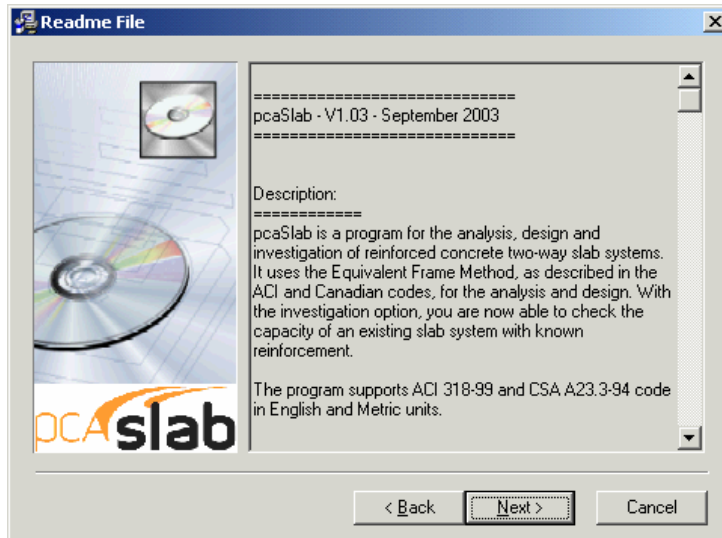 Readme File
==============================
pcaSlab - V1.03 - September 2003
==============================
Description:
============
pcaSlab is a program for the analysis, design and
investigation of reinforced concrete two-way slab systems.
It uses the Equivalent Frame Method, as described in the
ACI and Canadian codes, for the analysis and design. With
the investigation option, you are now able to check the
capacity of an existing slab system with known
reinforcement.
The program supports ACI 318-99 and CSA A23.3-94 code
in English and Metric units.
pcaslab
< Back
Next >
Cancel